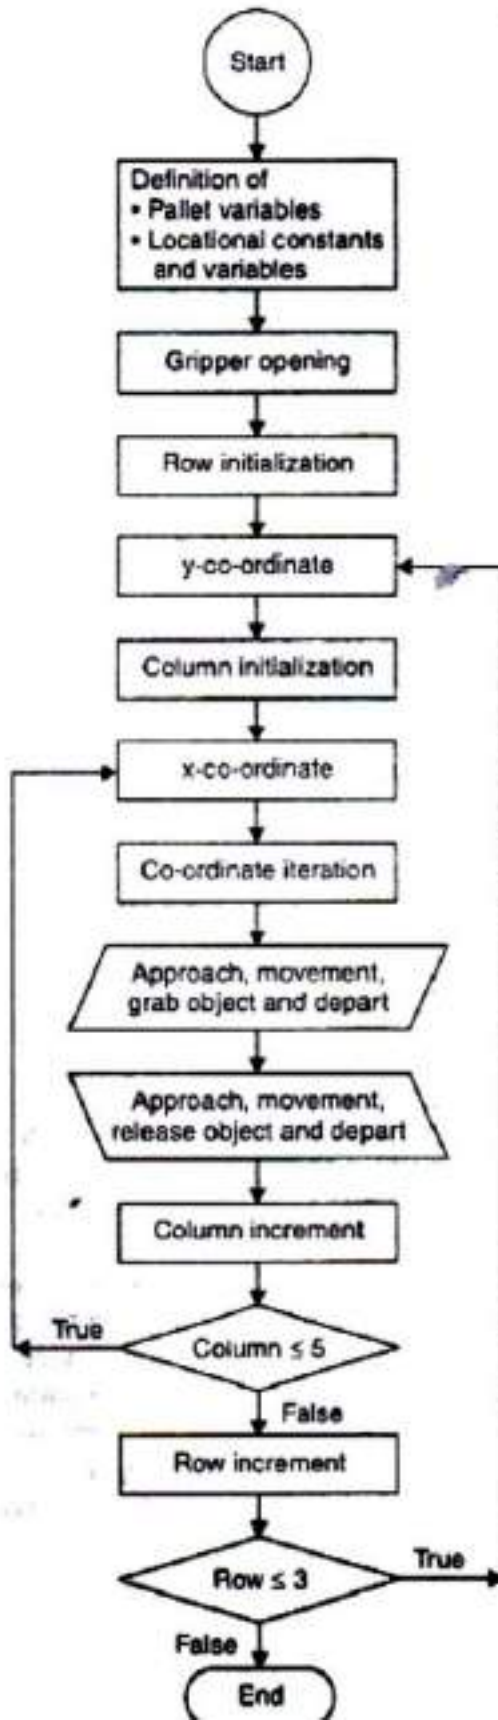 Start
Definition of
• Pallet variables
• Locational constants
and variables
Gripper opening
Row initialization
y-co-ordinate
Column initialization
x-co-ordinate
Co-ordinate iteration
Approach, movement,
grab object and depart
Approach, movement,
release object and depart
Column increment
True
Column ≤ 5
False
Row increment
Row ≤ 3
True
False
End